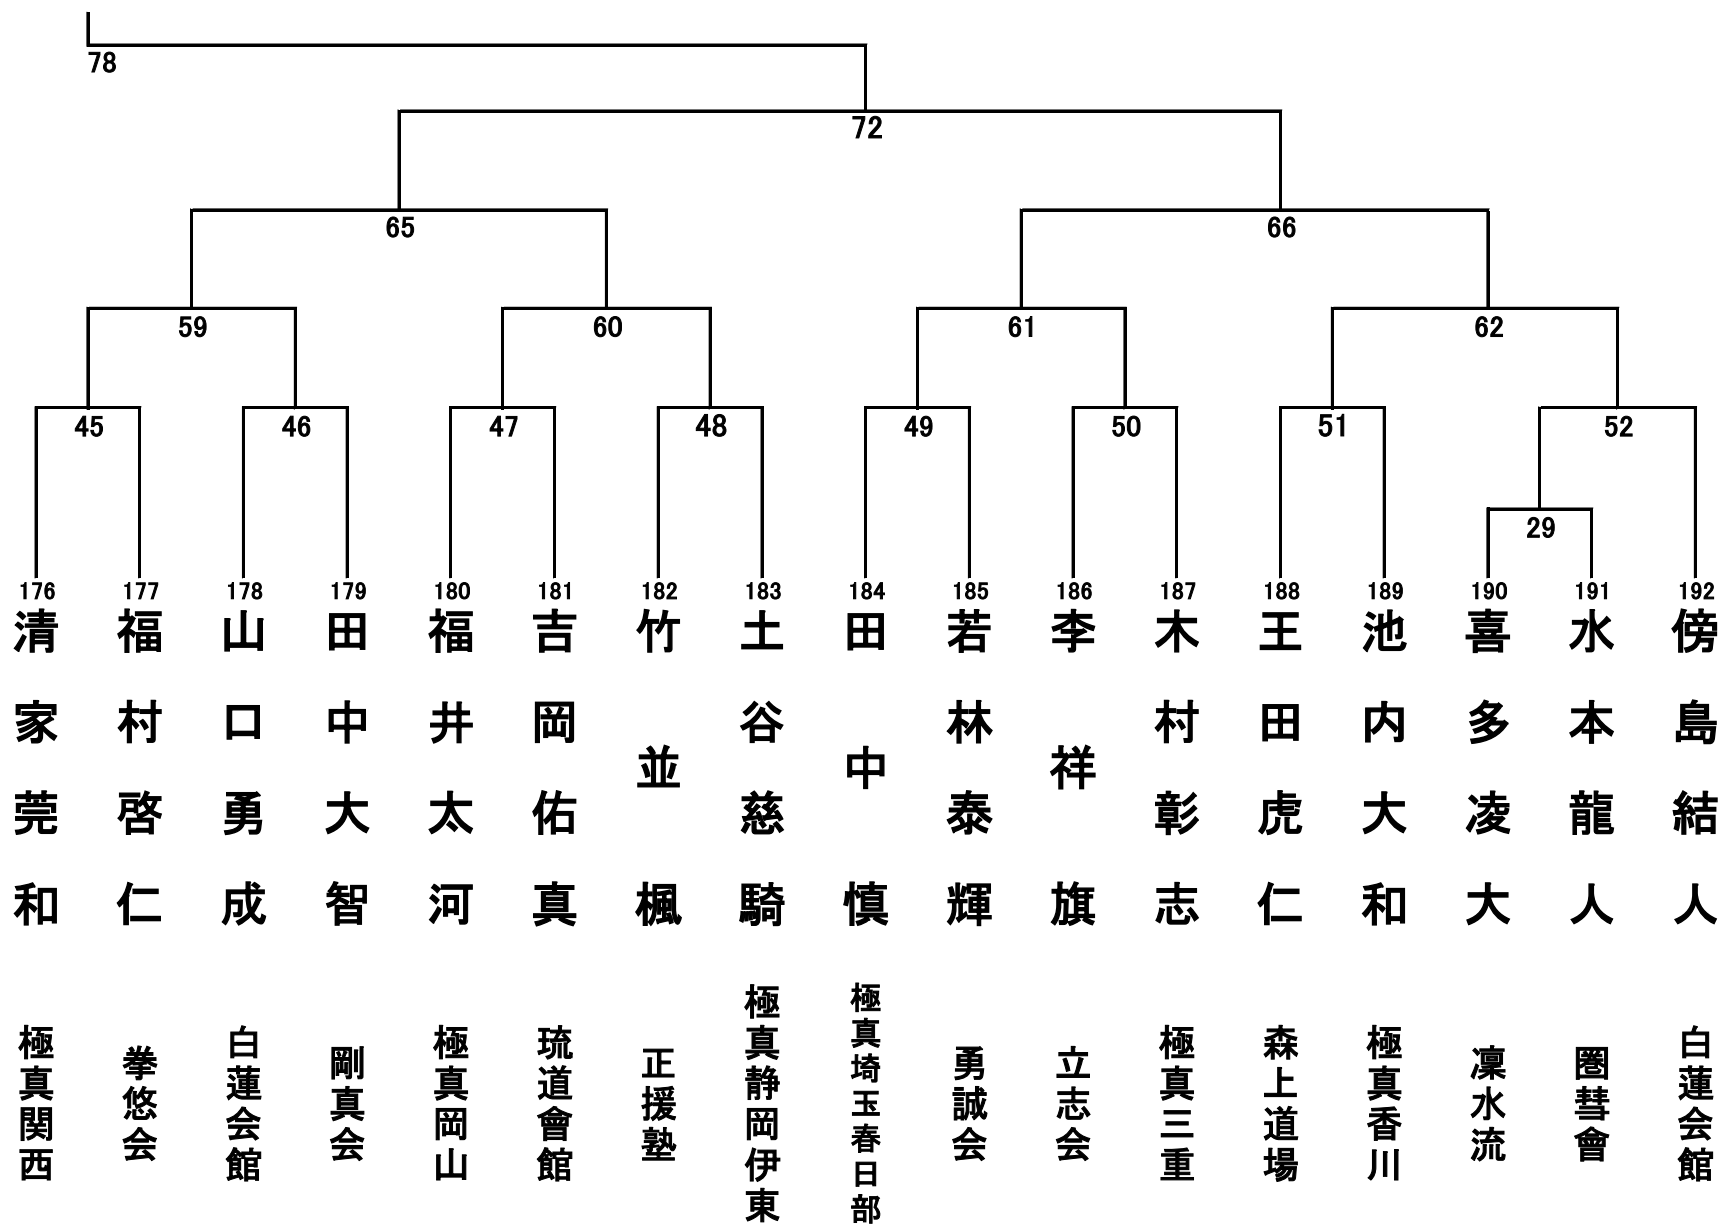 78
72
65
66
59
60
61
62
45
46
47
48
49
50
51
52
29
176
清家莞和
極真関西
177
福村啓仁
拳悠会
178
山口勇成
白蓮会館
179
田中大智
剛真会
180
福井太河
極真岡山
181
吉岡佑真
琉道會館
182
竹並楓
正援塾
183
土谷慈騎
極真静岡伊東
184
田中慎
極真埼玉春日部
185
若林泰輝
勇誠会
186
李祥旗
立志会
187
木村彰志
極真三重
188
王田虎仁
森上道場
189
池内大和
極真香川
190
喜多凌大
凜水流
191
水本龍人
圏彗會
192
傍島結人
白蓮会館